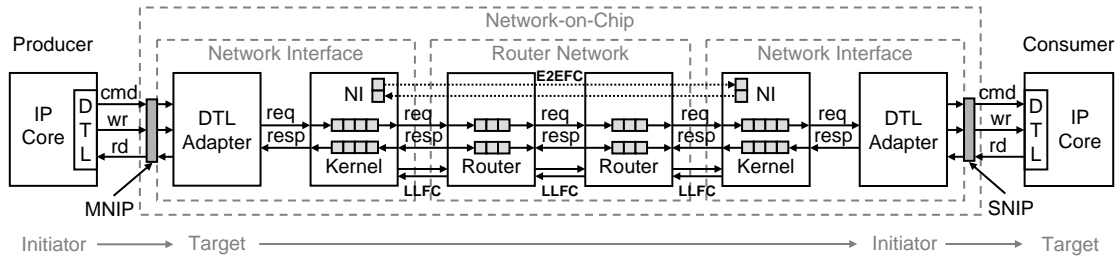 Network-on-Chip
Producer
Network Interface
Router Network
Network Interface
Consumer
IP
Core
D
T
L
cmd
wr
rd
DTL
Adapter
req
resp
NI
Kernel
E2EFC
req
resp
Router
req
resp
Router
req
resp
NI
Kernel
req
resp
DTL
Adapter
cmd
wr
rd
D
T
L
IP
Core
LLFC
LLFC
LLFC
MNIP
SNIP
Initiator
Target
Initiator
Target